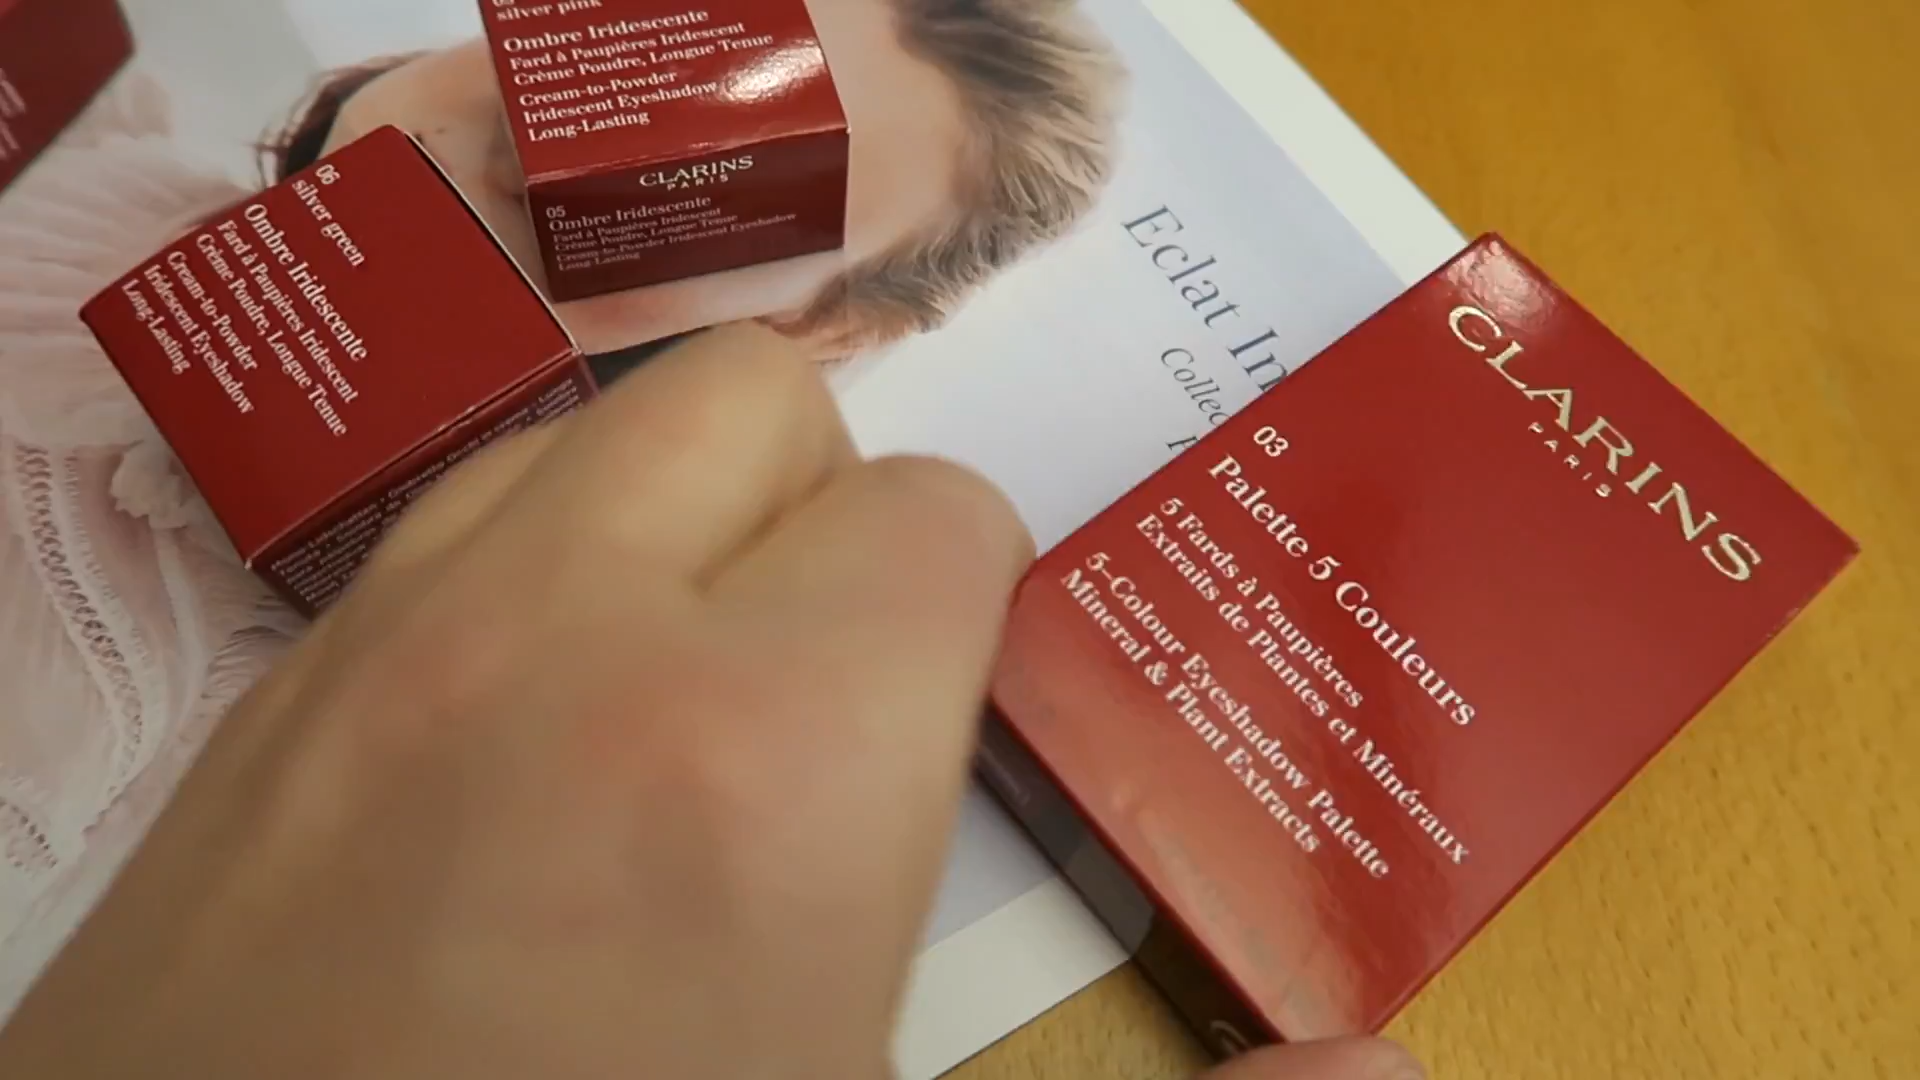 silver pink
Ombre Iridescente
Fard à Paupières Iridescent
Crème Poudre, Longue Tenue
Cream-to-Powder
Iridescent Eyeshadow
Long-Lasting
CLARINS
PARIS
05
Ombre Iridescente
Fard à Paupières Iridescent
Crème Poudre, Longue Tenue
Cream-to-Powder Iridescent Eyeshadow
Long-Lasting
06
silver green
Ombre Iridescente
Fard à Paupières Iridescent
Crème Poudre, Longue Tenue
Cream-to-Powder
Iridescent Eyeshadow
Long-Lasting
Eclat
CLARINS
PARIS
03
Palette 5 Couleurs
5 Fards à Paupières
Extraits de Plantes et Minéraux
5-Colour Eyeshadow Palette
Mineral & Plant Extracts